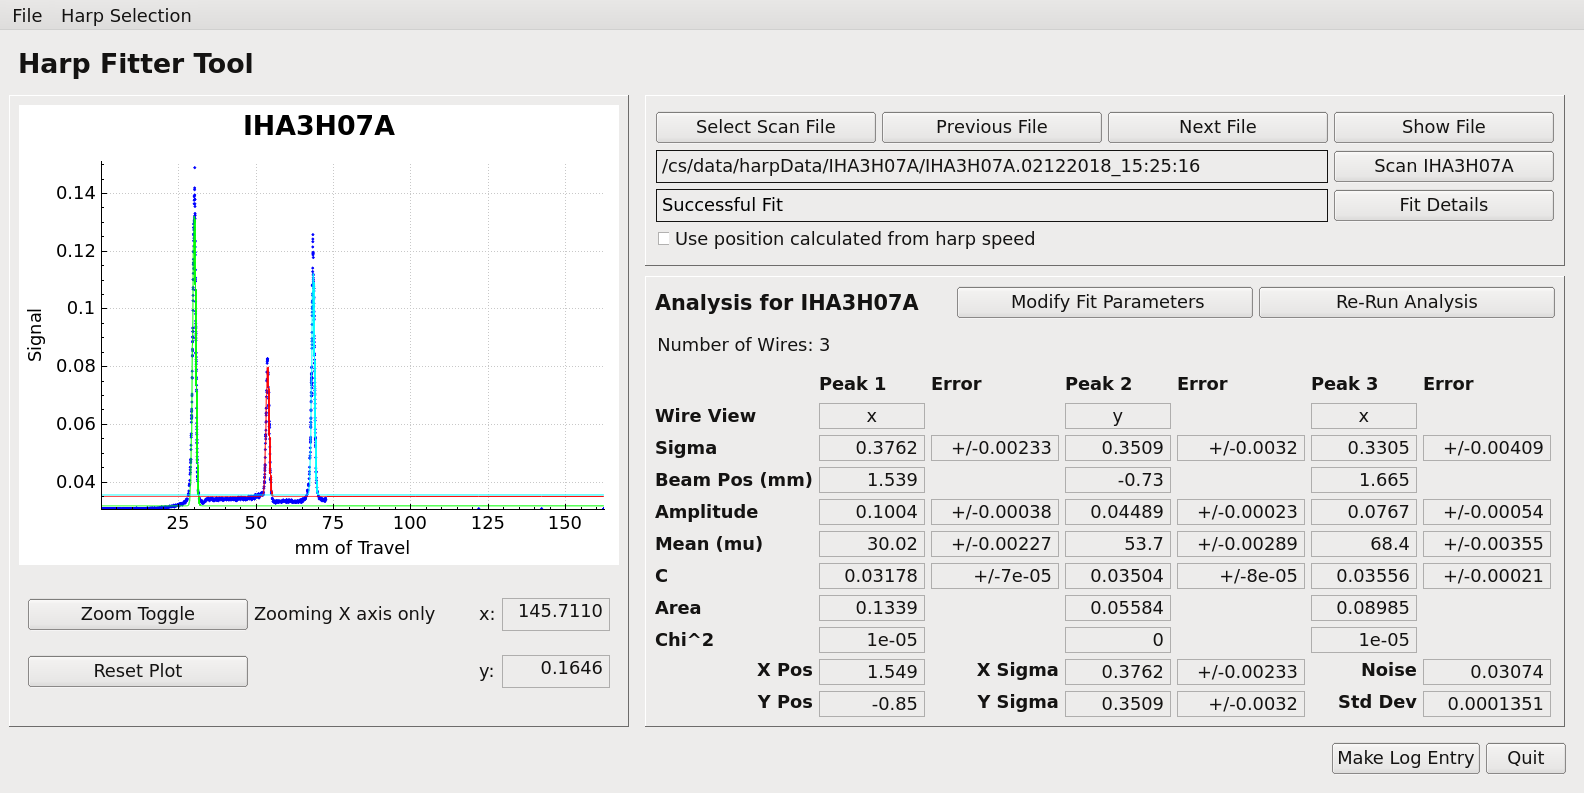 File Harp Selection
Harp Fitter Tool
IHA3H07A
Signal
0.14
0.12
0.1
0.08
0.06
0.04
25 50 75 100 125 150
mm of Travel
Zoom Toggle Zooming X axis only x: 145.7110
Reset Plot y: 0.1646
Select Scan File Previous File Next File Show File
/cs/data/harpData/IHA3H07A/IHA3H07A.02122018_15:25:16 Scan IHA3H07A
Successful Fit Fit Details
Use position calculated from harp speed
Analysis for IHA3H07A Modify Fit Parameters Re-Run Analysis
Number of Wires: 3
Peak 1 Error Peak 2 Error Peak 3 Error
Wire View x y x
Sigma 0.3762 +/-0.00233 0.3509 +/-0.0032 0.3305 +/-0.00409
Beam Pos (mm) 1.539 -0.73 1.665
Amplitude 0.1004 +/-0.00038 0.04489 +/-0.00023 0.0767 +/-0.00054
Mean (mu) 30.02 +/-0.00227 53.7 +/-0.00289 68.4 +/-0.00355
C 0.03178 +/-7e-05 0.03504 +/-8e-05 0.03556 +/-0.00021
Area 0.1339 0.05584 0.08985
Chi^2 1e-05 0 1e-05
X Pos 1.549 X Sigma 0.3762 +/-0.00233 Noise 0.03074
Y Pos -0.85 Y Sigma 0.3509 +/-0.0032 Std Dev 0.0001351
Make Log Entry Quit